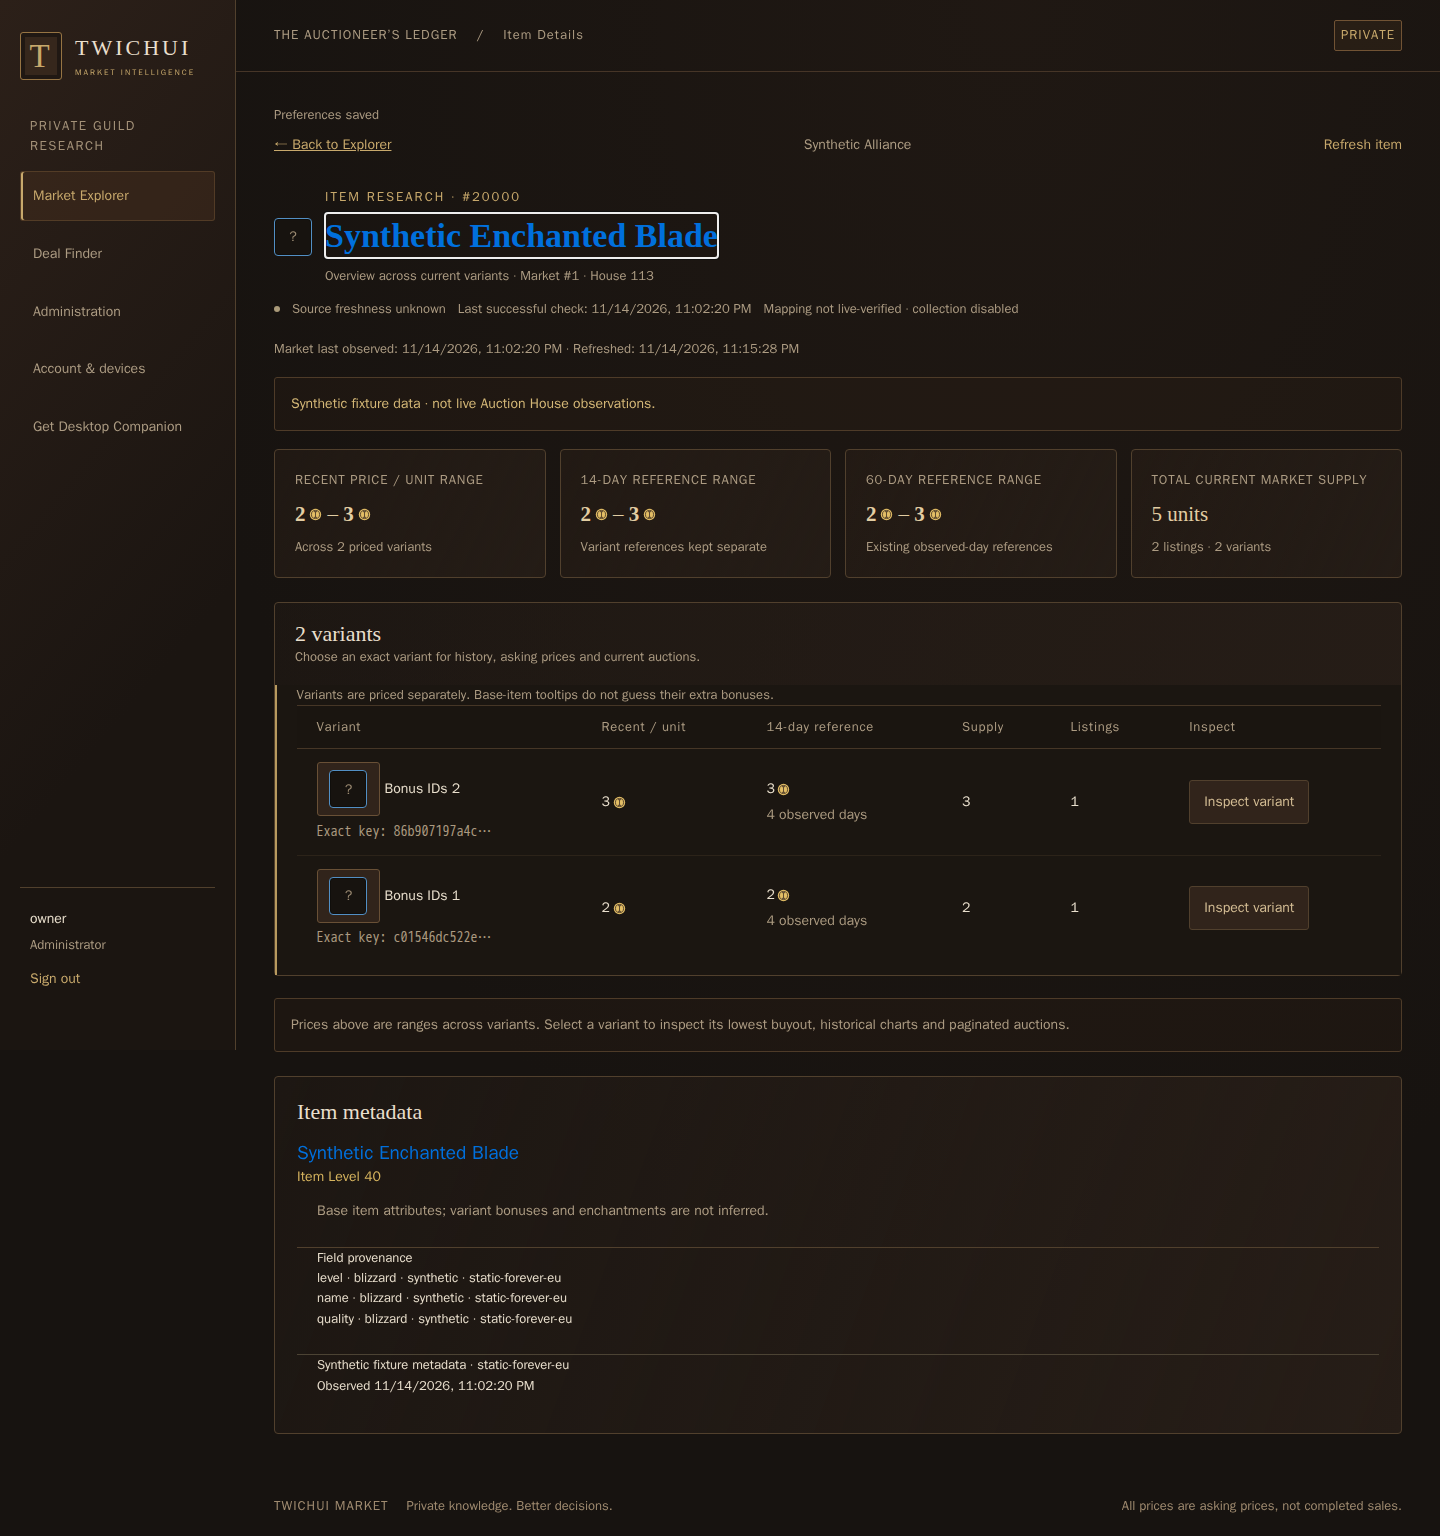 T
TWICHUI
MARKET INTELLIGENCE
PRIVATE GUILD
RESEARCH
Market Explorer
Deal Finder
Administration
Account & devices
Get Desktop Companion
owner
Administrator
Sign out
THE AUCTIONEER'S LEDGER / Item Details
PRIVATE
Preferences saved
← Back to Explorer
Synthetic Alliance
Refresh item
ITEM RESEARCH · #20000
?
Synthetic Enchanted Blade
Overview across current variants · Market #1 · House 113
Source freshness unknown Last successful check: 11/14/2026, 11:02:20 PM Mapping not live-verified · collection disabled
Market last observed: 11/14/2026, 11:02:20 PM · Refreshed: 11/14/2026, 11:15:28 PM
Synthetic fixture data · not live Auction House observations.
RECENT PRICE / UNIT RANGE
2 – 3
Across 2 priced variants
14-DAY REFERENCE RANGE
2 – 3
Variant references kept separate
60-DAY REFERENCE RANGE
2 – 3
Existing observed-day references
TOTAL CURRENT MARKET SUPPLY
5 units
2 listings · 2 variants
2 variants
Choose an exact variant for history, asking prices and current auctions.
Variants are priced separately. Base-item tooltips do not guess their extra bonuses.
Variant Recent / unit 14-day reference Supply Listings Inspect
? Bonus IDs 2
Exact key: 86b907197a4c…
3
3
4 observed days
3
1
Inspect variant
? Bonus IDs 1
Exact key: c01546dc522e…
2
2
4 observed days
2
1
Inspect variant
Prices above are ranges across variants. Select a variant to inspect its lowest buyout, historical charts and paginated auctions.
Item metadata
Synthetic Enchanted Blade
Item Level 40
Base item attributes; variant bonuses and enchantments are not inferred.
Field provenance
level · blizzard · synthetic · static-forever-eu
name · blizzard · synthetic · static-forever-eu
quality · blizzard · synthetic · static-forever-eu
Synthetic fixture metadata · static-forever-eu
Observed 11/14/2026, 11:02:20 PM
TWICHUI MARKET Private knowledge. Better decisions.
All prices are asking prices, not completed sales.